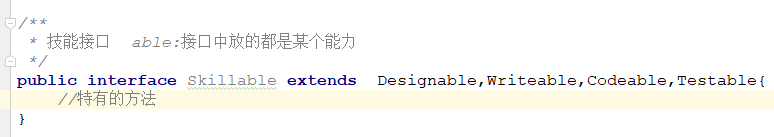 /**
 * 技能接口  able:接口中放的都是某个能力
 */
public interface Skillable extends  Designable,Writeable,Codeable,Testable{
    //特有的方法
}